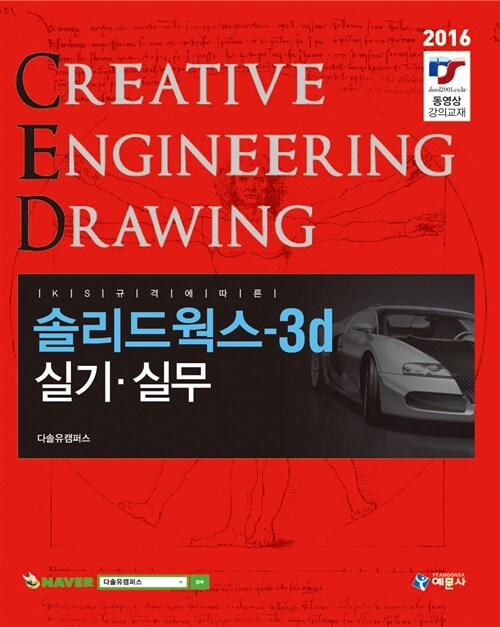 2016
CREATIVE
ENGINEERING
DRAWING
dasol2001.co.kr
동영상
강의교재
|K|S|규|격|에|따|른|
솔리드웍스-3d
실기·실무
다솔유캠퍼스
NAVER 다솔유캠퍼스 검색
YEAMOONSA
예문사